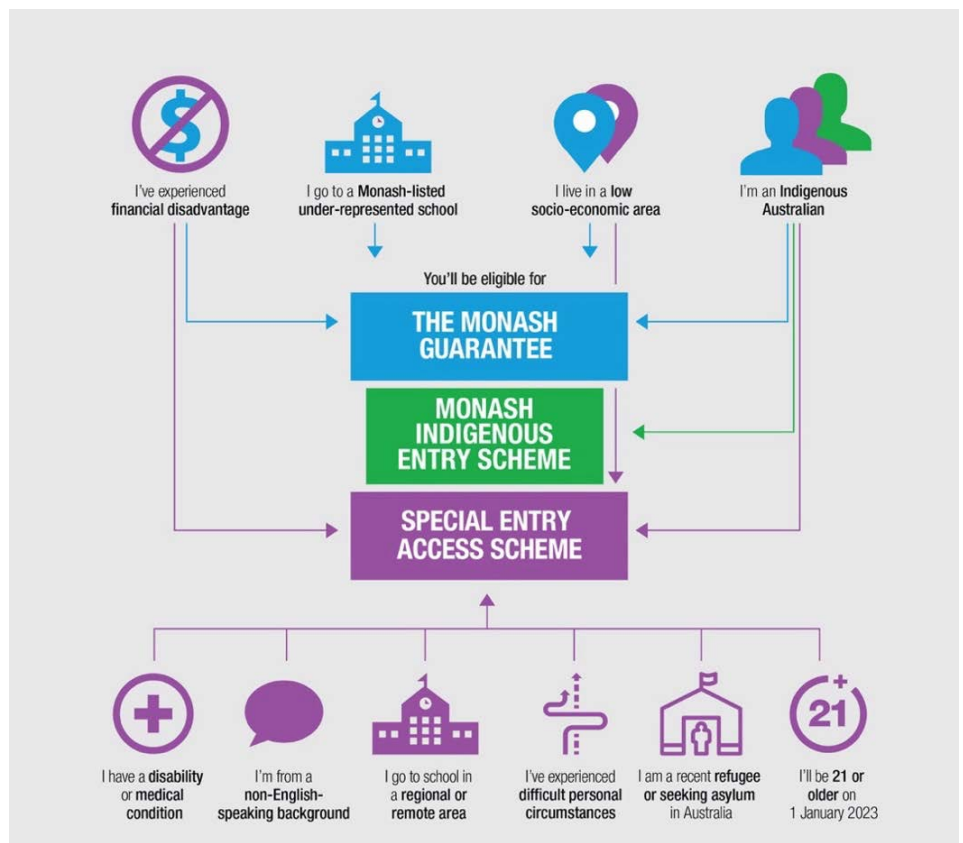 I've experienced
financial disadvantage
I go to a Monash-listed
under-represented school
I live in a low
socio-economic area
I'm an Indigenous
Australian
You'll be eligible for
THE MONASH
GUARANTEE
MONASH
INDIGENOUS
ENTRY SCHEME
SPECIAL ENTRY
ACCESS SCHEME
21+
I have a disability
or medical
condition
I'm from a
non-English-
speaking background
I go to school in
a regional or
remote area
I've experienced
difficult personal
circumstances
I am a recent refugee
or seeking asylum
in Australia
I'll be 21 or
older on
1 January 2023